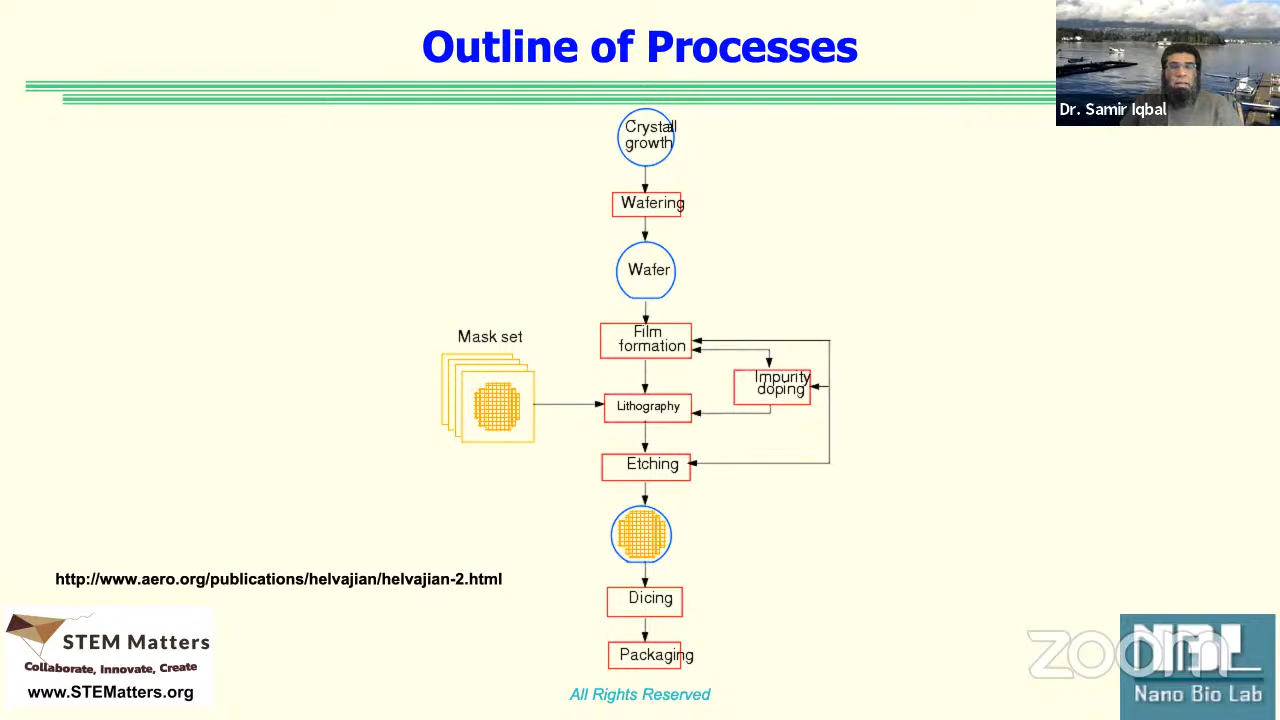 Outline of Processes
Dr. Samir Iqbal
Crystall
growth
Wafering
Wafer
Mask set
Film
formation
Impurity
doping
Lithography
Etching
http://www.aero.org/publications/helvajian/helvajian-2.html
Dicing
Packaging
STEM Matters
Collaborate, Innovate, Create
www.STEMatters.org
All Rights Reserved
zoom
NBL
Nano Bio Lab